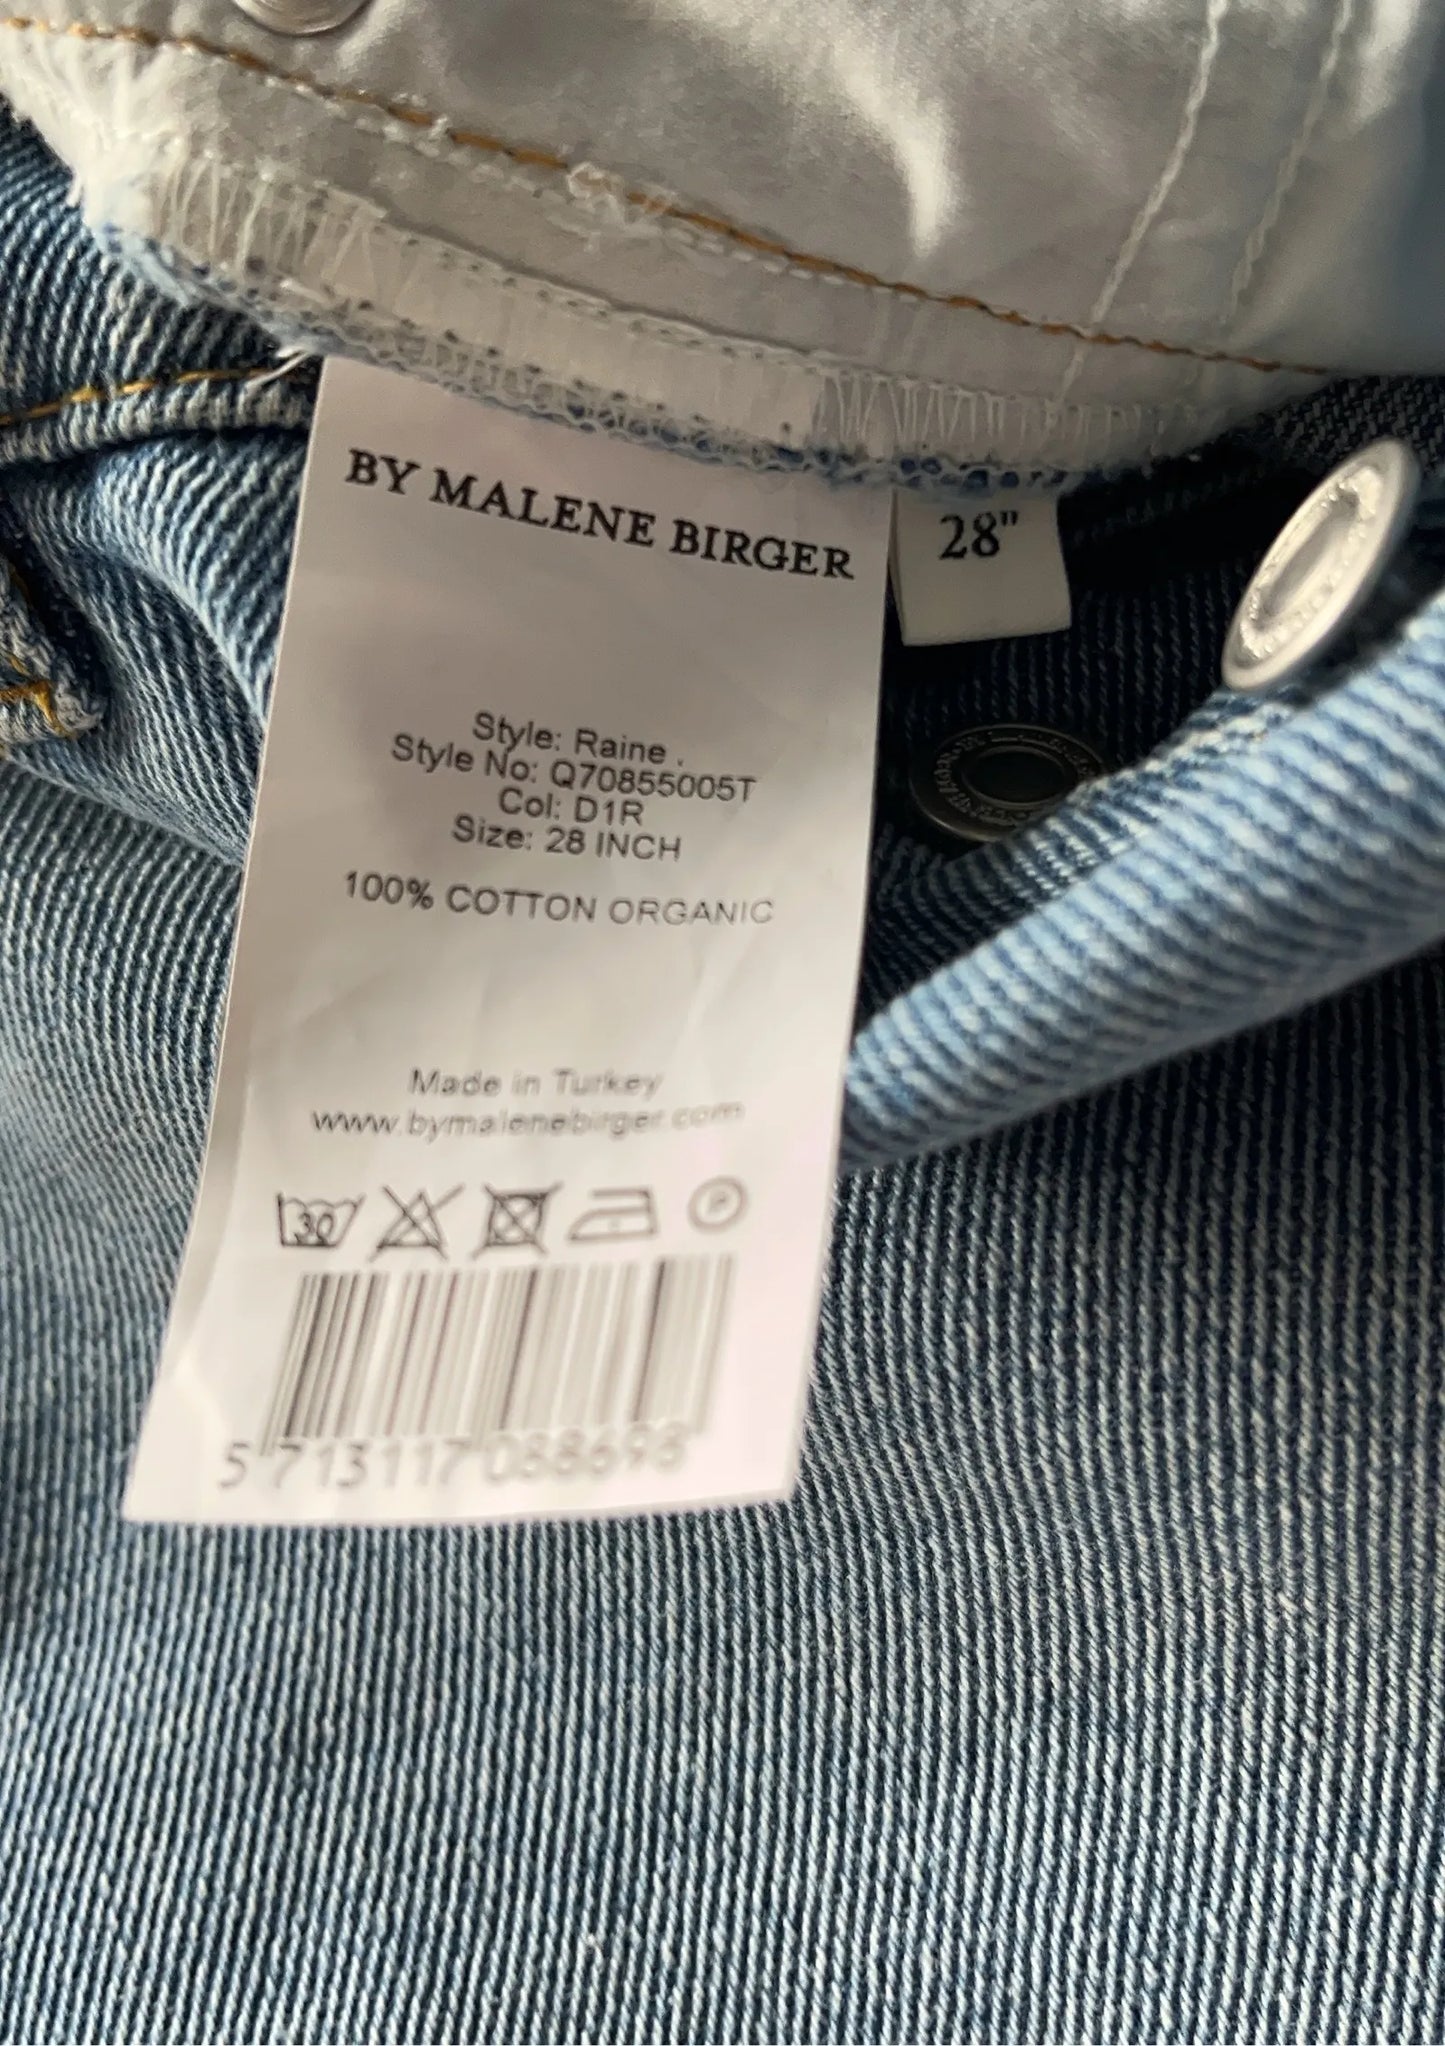 BY MALENE BIRGER
28"
Style: Raine .
Style No: Q70855005T
Col: D1R
Size: 28 INCH
100% COTTON ORGANIC
Made in Turkey
www.bymalenebirger.com
30
P
5 713117 088698